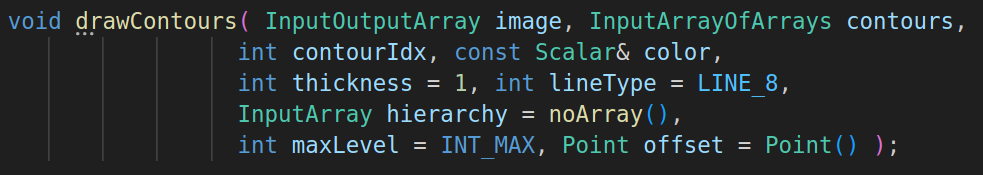 void drawContours( InputOutputArray image, InputArrayOfArrays contours,
int contourIdx, const Scalar& color,
int thickness = 1, int lineType = LINE_8,
InputArray hierarchy = noArray(),
int maxLevel = INT_MAX, Point offset = Point() );